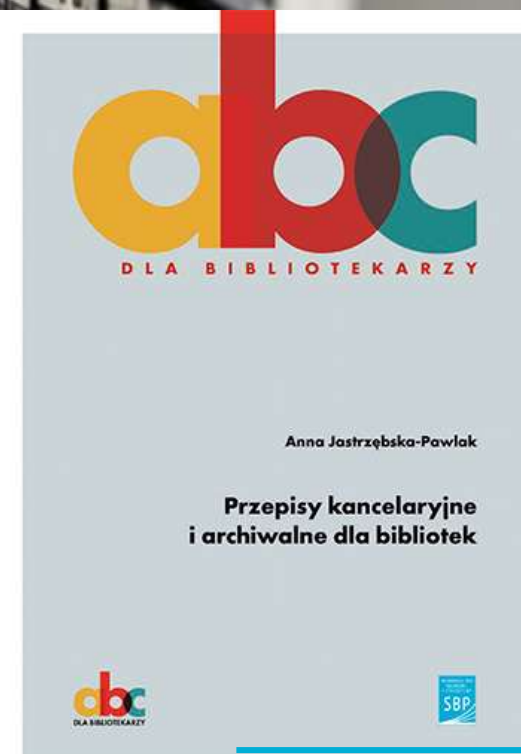 abc
DLA BIBLIOTEKARZY
Anna Jastrzębska-Pawlak
Przepisy kancelaryjne
i archiwalne dla bibliotek
abc
DLA BIBLIOTEKARZY
SBP